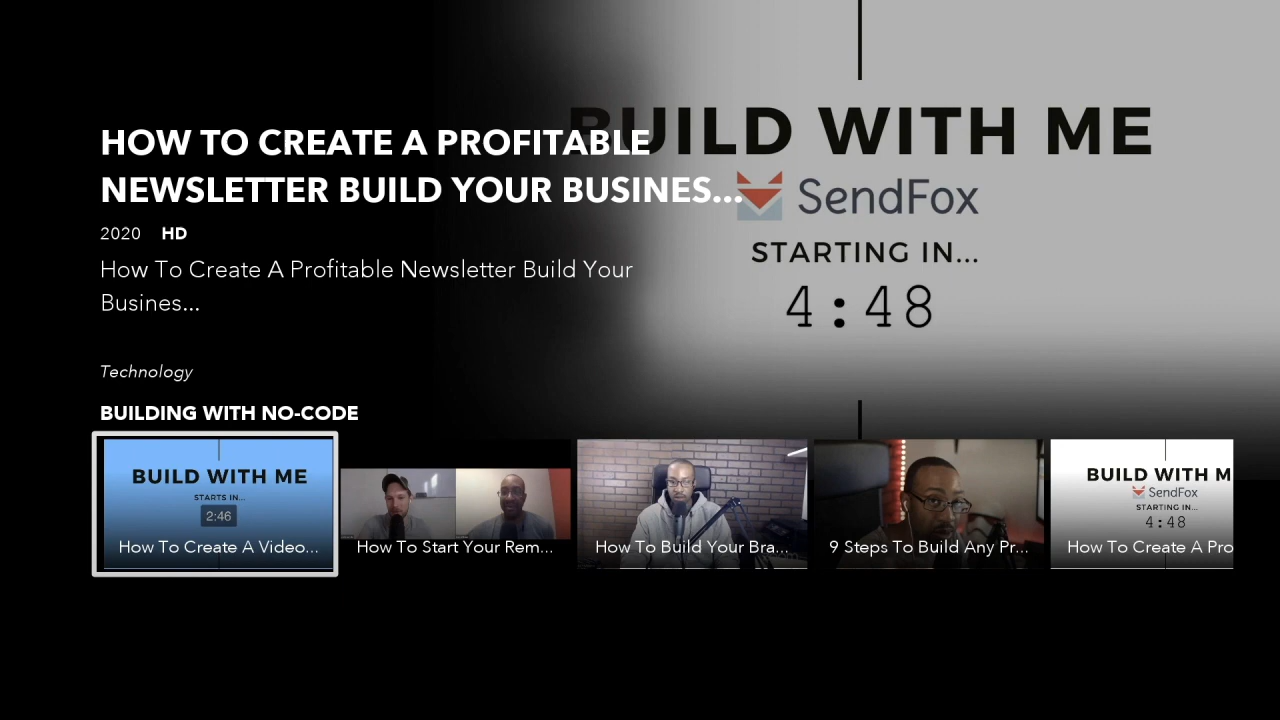 BUILD WITH ME
SendFox
STARTING IN...
4:48
HOW TO CREATE A PROFITABLE
NEWSLETTER BUILD YOUR BUSINES...
2020 HD
How To Create A Profitable Newsletter Build Your
Busines...
Technology
BUILDING WITH NO-CODE
BUILD WITH ME
STARTS IN...
2:46
How To Create A Video...
How To Start Your Rem...
How To Build Your Bra...
9 Steps To Build Any Pr...
BUILD WITH M
SendFox
STARTING IN...
4:48
How To Create A Pro